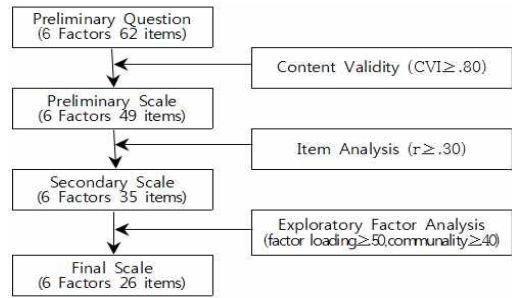 Preliminary Question
(6 Factors 62 items)
Content Validity (CVI≥.80)
Preliminary Scale
(6 Factors 49 items)
Item Analysis (r≥.30)
Secondary Scale
(6 Factors 35 items)
Exploratory Factor Analysis
(factor loading≥50,communality≥40)
Final Scale
(6 Factors 26 items)